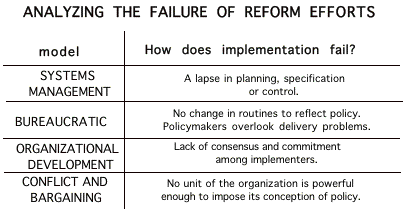 ANALYZING THE FAILURE OF REFORM EFFORTS
model
How does implementation fail?
SYSTEMS
MANAGEMENT
A lapse in planning, specification
or control.
BUREAUCRATIC
No change in routines to reflect policy.
Policymakers overlook delivery problems.
ORGANIZATIONAL
DEVELOPMENT
Lack of consensus and commitment
among implementers.
CONFLICT AND
BARGAINING
No unit of the organization is powerful
enough to impose its conception of policy.